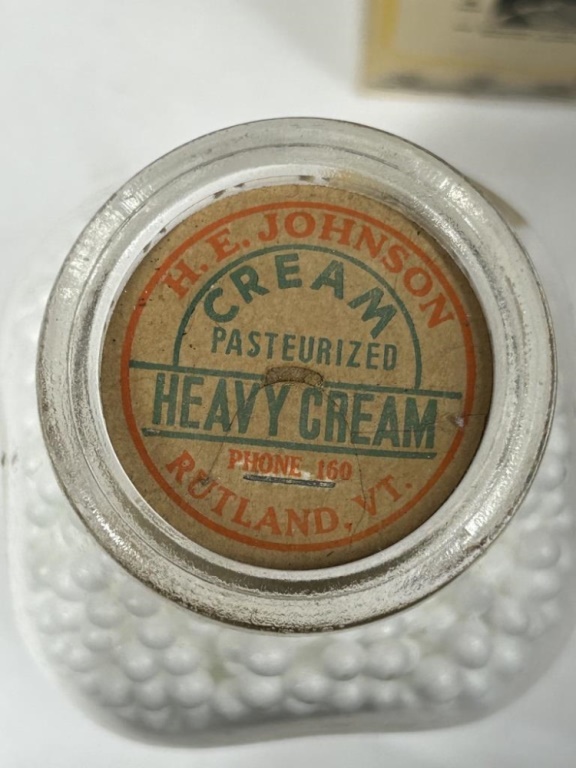 H. E. JOHNSON
CREAM
PASTEURIZED
HEAVY CREAM
PHONE 160
RUTLAND, VT.